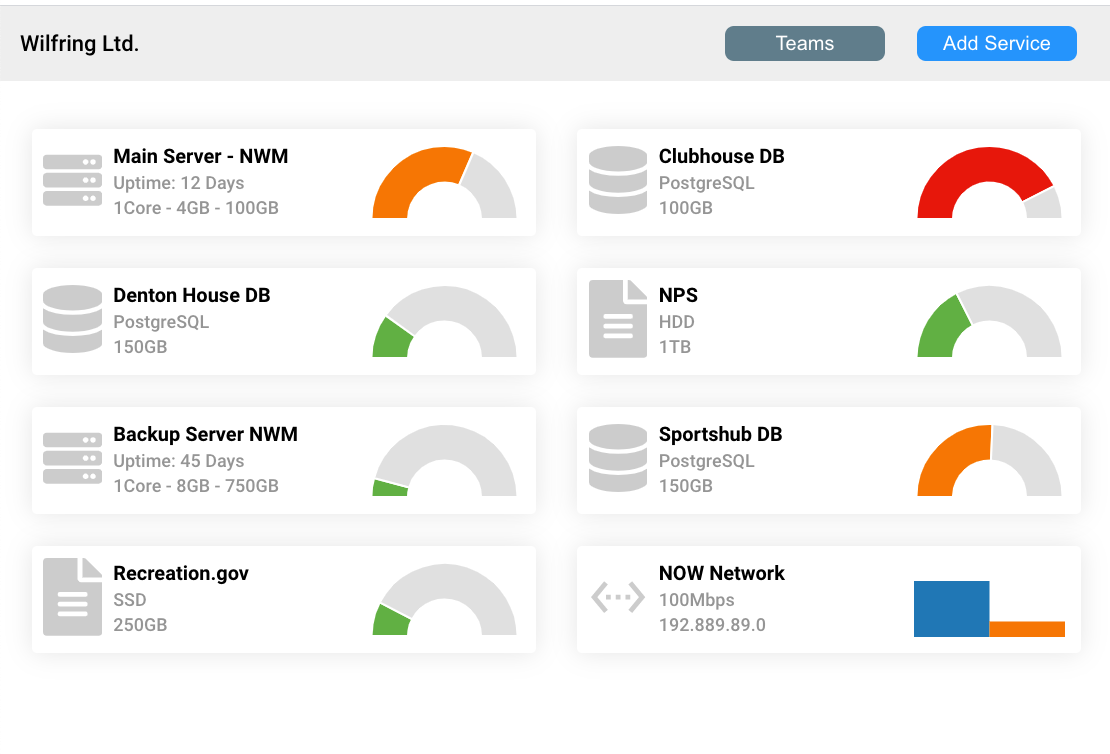 Wilfring Ltd.
Teams
Add Service
Main Server - NWM
Uptime: 12 Days
1Core - 4GB - 100GB
Clubhouse DB
PostgreSQL
100GB
Denton House DB
PostgreSQL
150GB
NPS
HDD
1TB
Backup Server NWM
Uptime: 45 Days
1Core - 8GB - 750GB
Sportshub DB
PostgreSQL
150GB
Recreation.gov
SSD
250GB
NOW Network
100Mbps
192.889.89.0